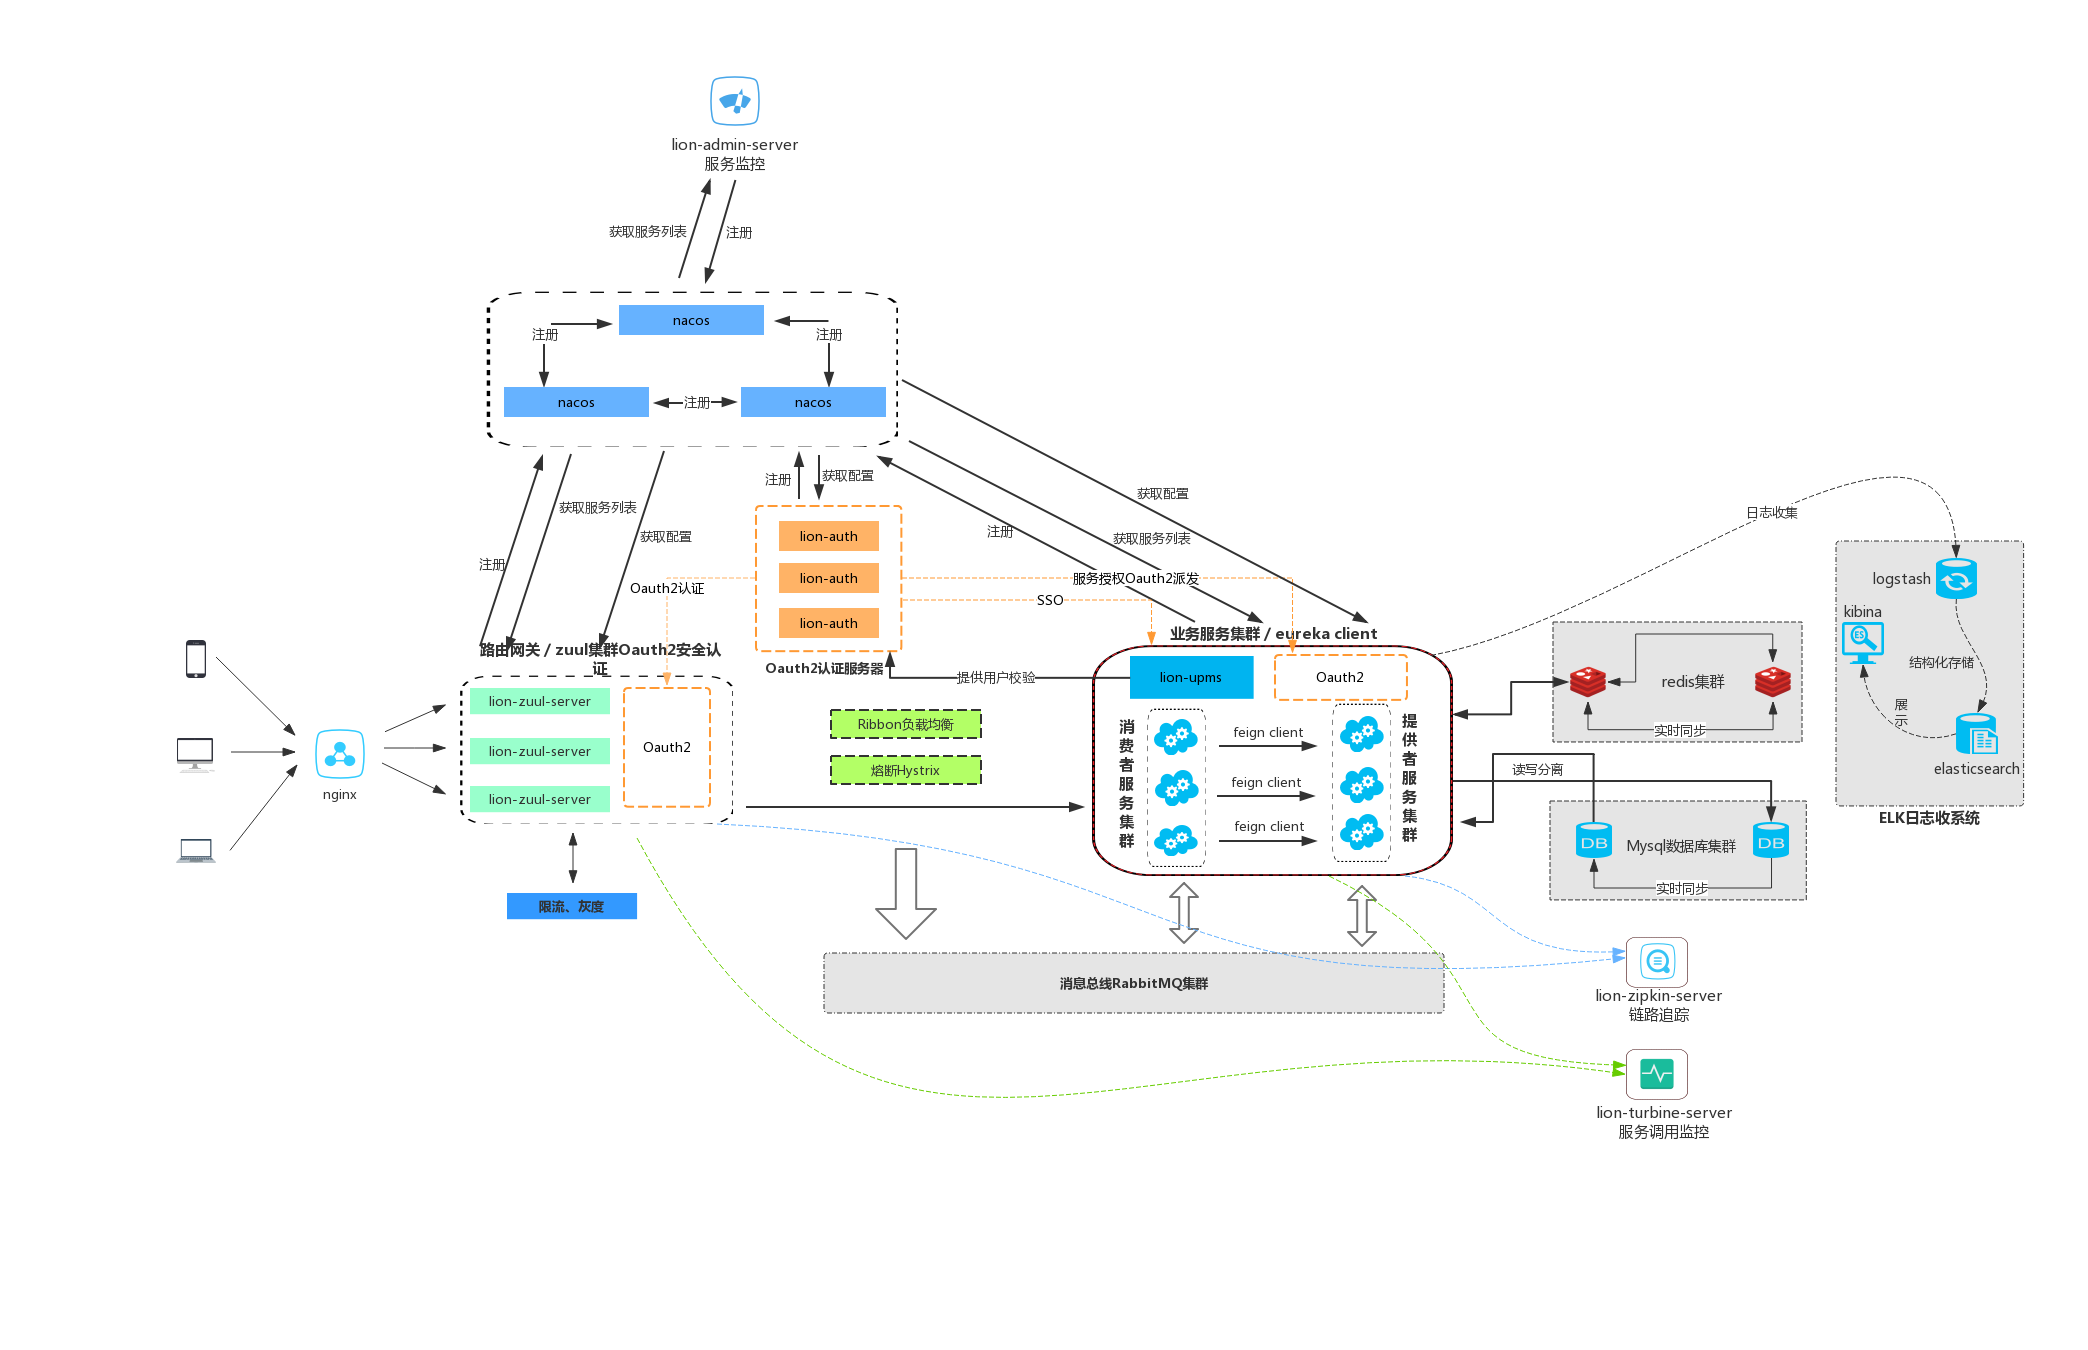 lion-admin-server
服务监控
获取服务列表
注册
nacos
注册
注册
nacos
注册
nacos
注册
获取服务列表
获取配置
注册
获取配置
获取配置
注册
获取服务列表
lion-auth
lion-auth
lion-auth
Oauth2认证服务器
Oauth2认证
服务授权Oauth2派发
SSO
提供用户校验
路由网关 / zuul集群Oauth2安全认
证
lion-zuul-server
lion-zuul-server
lion-zuul-server
Oauth2
nginx
限流、灰度
Ribbon负载均衡
熔断Hystrix
业务服务集群 / eureka client
lion-upms
Oauth2
消
费
者
服
务
集
群
feign client
feign client
feign client
提
供
者
服
务
集
群
消息总线RabbitMQ集群
日志收集
redis集群
实时同步
读写分离
DB
Mysql数据库集群
DB
实时同步
logstash
kibina
ES
结构化存储
展
示
elasticsearch
ELK日志收系统
lion-zipkin-server
链路追踪
lion-turbine-server
服务调用监控